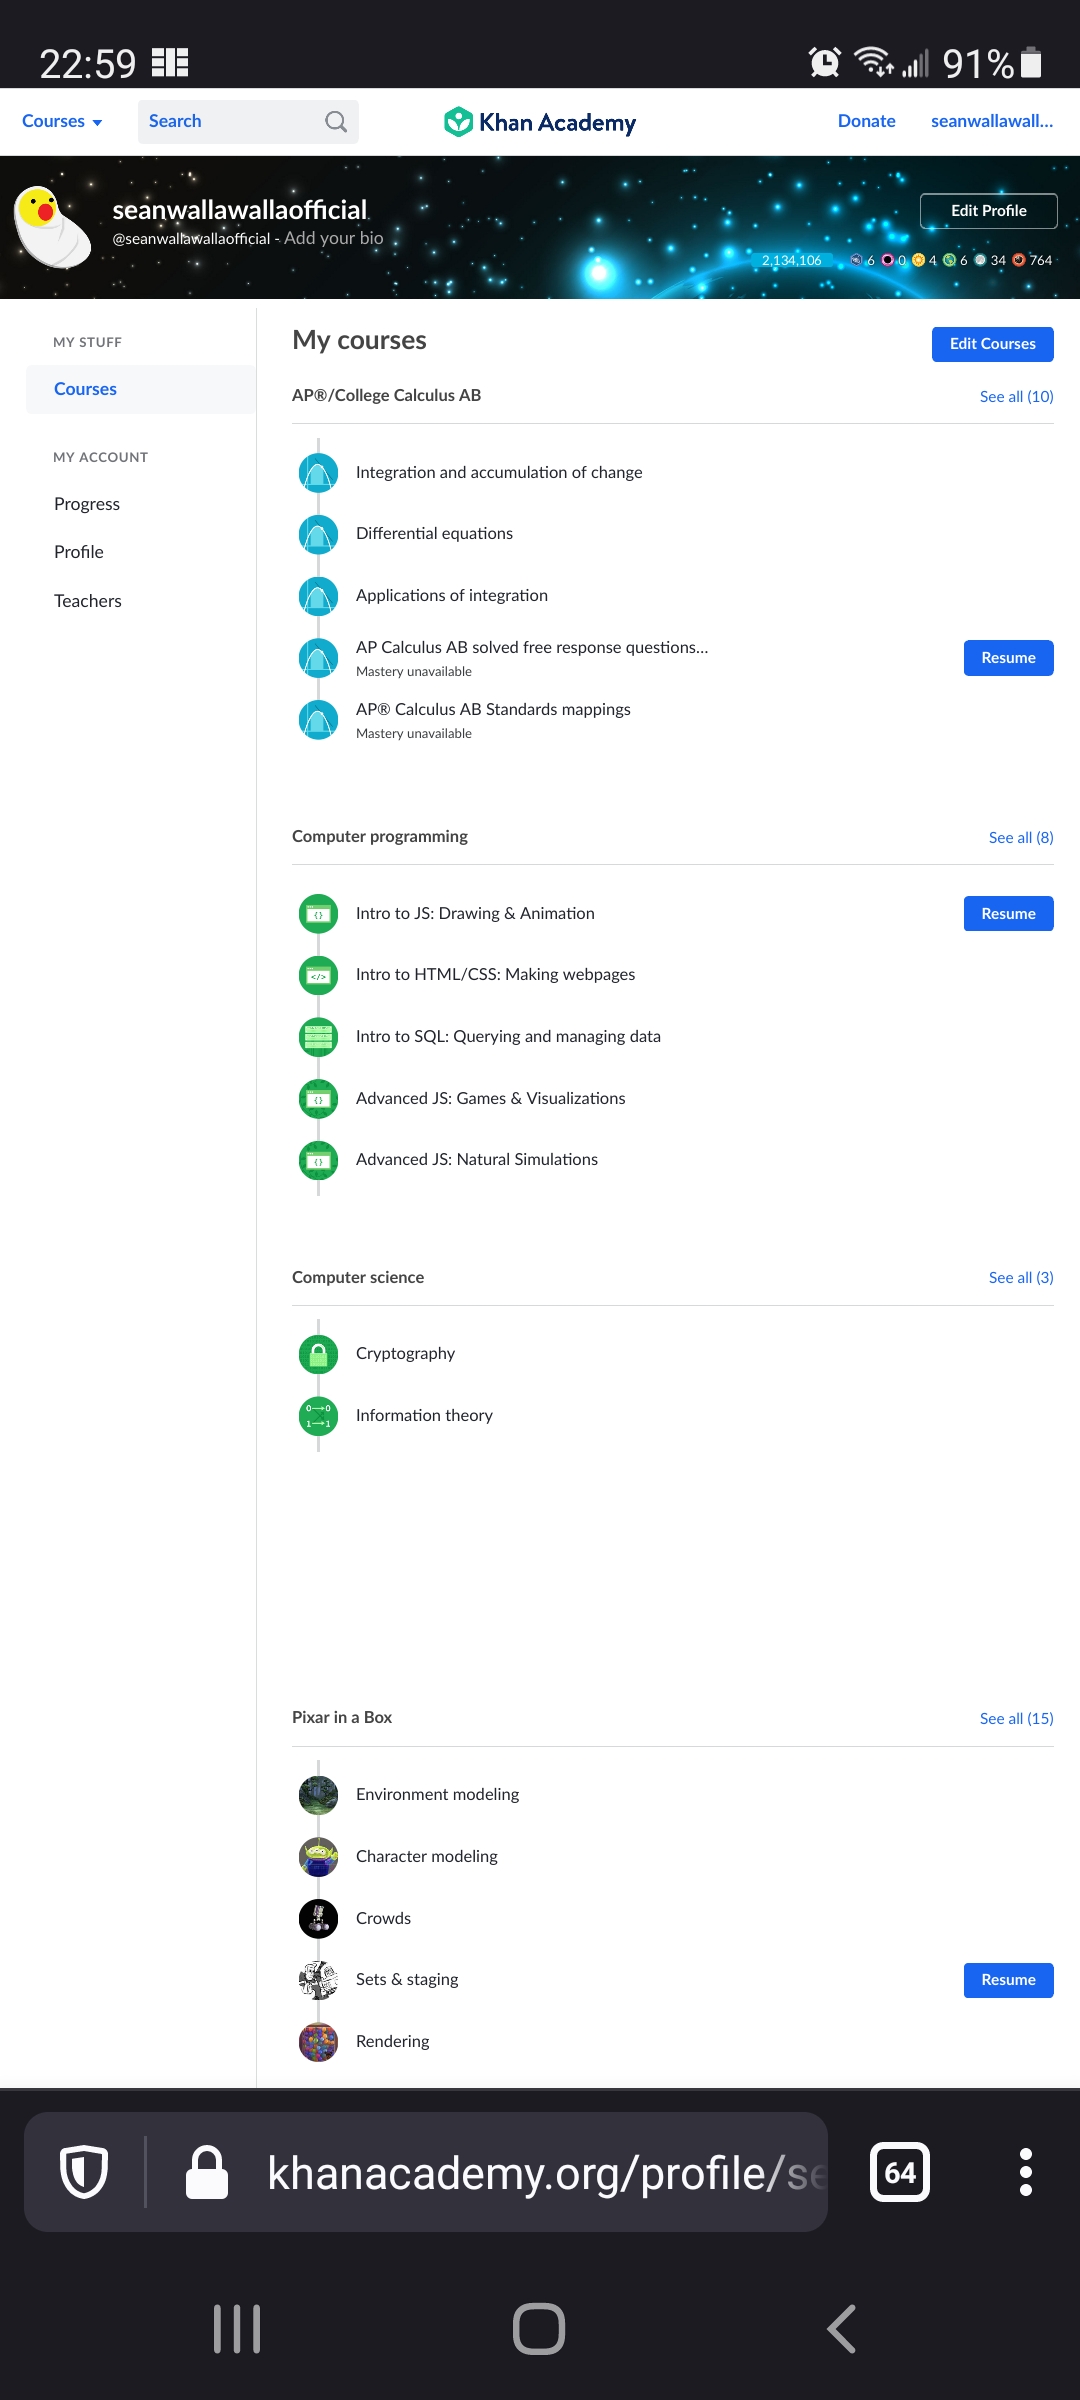 22:59
91%
Courses
Search
Khan Academy
Donate
seanwallawall...
seanwallawallaofficial
@seanwallawallaofficial - Add your bio
Edit Profile
2,134,106 6 0 4 6 34 764
MY STUFF
Courses
MY ACCOUNT
Progress
Profile
Teachers
My courses
Edit Courses
AP®/College Calculus AB
See all (10)
Integration and accumulation of change
Differential equations
Applications of integration
AP Calculus AB solved free response questions...
Mastery unavailable
Resume
AP® Calculus AB Standards mappings
Mastery unavailable
Computer programming
See all (8)
Intro to JS: Drawing & Animation
Resume
Intro to HTML/CSS: Making webpages
Intro to SQL: Querying and managing data
Advanced JS: Games & Visualizations
Advanced JS: Natural Simulations
Computer science
See all (3)
Cryptography
Information theory
Pixar in a Box
See all (15)
Environment modeling
Character modeling
Crowds
Sets & staging
Resume
Rendering
khanacademy.org/profile/se
64